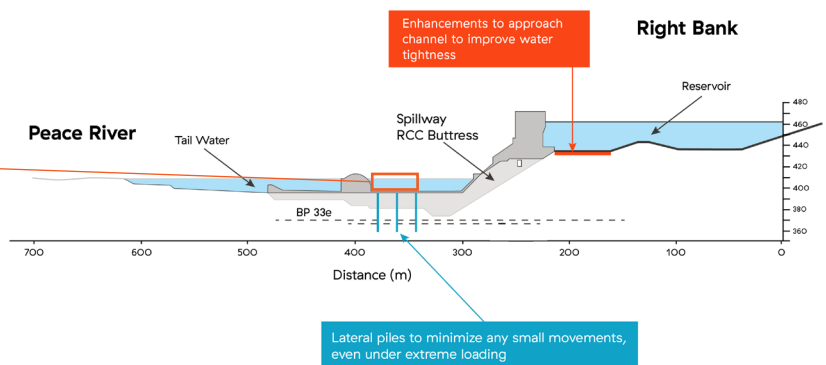 Enhancements to approach
channel to improve water
tightness
Right Bank
Reservoir
Peace River
Tail Water
Spillway
RCC Buttress
480
460
440
420
400
380
360
BP 33e
700 600 500 400 300 200 100 0
Distance (m)
Lateral piles to minimize any small movements,
even under extreme loading